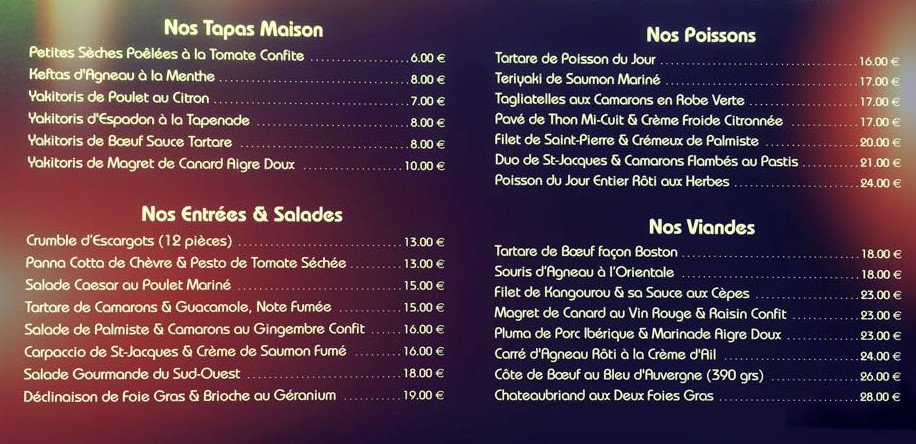 Nos Tapas Maison
Petites Sèches Poêlées à la Tomate Confite 6.00 €
Keftas d'Agneau à la Menthe 8.00 €
Yakitoris de Poulet au Citron 7.00 €
Yakitoris d'Espadon à la Tapenade 8.00 €
Yakitoris de Bœuf Sauce Tartare 8.00 €
Yakitoris de Magret de Canard Aigre Doux 10.00 €
Nos Entrées & Salades
Crumble d'Escargots (12 pièces) 13.00 €
Panna Cotta de Chèvre & Pesto de Tomate Séchée 13.00 €
Salade Caesar au Poulet Mariné 15.00 €
Tartare de Camarons & Guacamole, Note Fumée 15.00 €
Salade de Palmiste & Camarons au Gingembre Confit 16.00 €
Carpaccio de St-Jacques & Crème de Saumon Fumé 16.00 €
Salade Gourmande du Sud-Ouest 18.00 €
Déclinaison de Foie Gras & Brioche au Géranium 19.00 €
Nos Poissons
Tartare de Poisson du Jour 16.00 €
Teriyaki de Saumon Mariné 17.00 €
Tagliatelles aux Camarons en Robe Verte 17.00 €
Pavé de Thon Mi-Cuit & Crème Froide Citronnée 17.00 €
Filet de Saint-Pierre & Crémeux de Palmiste 20.00 €
Duo de St-Jacques & Camarons Flambés au Pastis 21.00 €
Poisson du Jour Entier Rôti aux Herbes 24.00 €
Nos Viandes
Tartare de Bœuf façon Boston 18.00 €
Souris d'Agneau à l'Orientale 18.00 €
Filet de Kangourou & sa Sauce aux Cèpes 23.00 €
Magret de Canard au Vin Rouge & Raisin Confit 23.00 €
Pluma de Porc Ibérique & Marinade Aigre Doux 23.00 €
Carré d'Agneau Rôti à la Crème d'Ail 24.00 €
Côte de Bœuf au Bleu d'Auvergne (390 grs) 26.00 €
Chateaubriand aux Deux Foies Gras 28.00 €